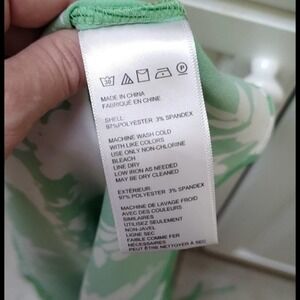 30 P
MADE IN CHINA
FABRIQUÉ EN CHINE
SHELL:
97%POLYESTER 3% SPANDEX
MACHINE WASH COLD
WITH LIKE COLORS
USE ONLY NON-CHLORINE
BLEACH
LINE DRY
LOW IRON AS NEEDED
MAY BE DRY CLEANED
EXTÉRIEUR:
97% POLYESTER 3% SPANDEX
MACHINE DE LAVAGE FROID
AVEC DES COULEURS
SIMILAIRES
UTILISEZ SEULEMENT
NON-JAVEL
LIGNE SEC
FAIBLE COMME FER
NÉCESSAIRES
PEUT ÊTRE NETTOYER À SEC